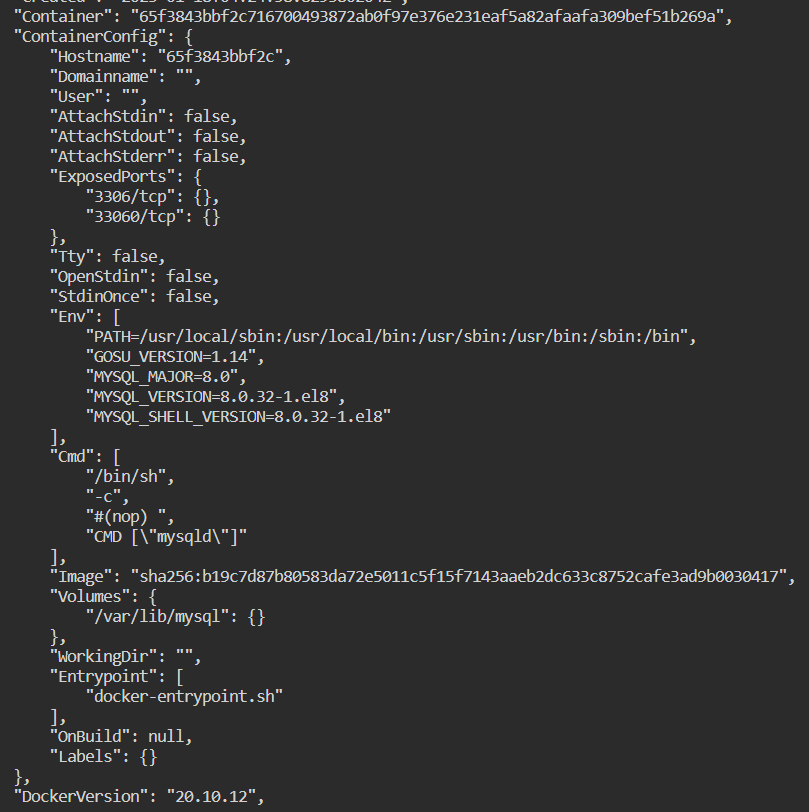 "Container": "65f3843bbf2c716700493872ab0f97e376e231eaf5a82afaafa309bef51b269a",
"ContainerConfig": {
    "Hostname": "65f3843bbf2c",
    "Domainname": "",
    "User": "",
    "AttachStdin": false,
    "AttachStdout": false,
    "AttachStderr": false,
    "ExposedPorts": {
        "3306/tcp": {},
        "33060/tcp": {}
    },
    "Tty": false,
    "OpenStdin": false,
    "StdinOnce": false,
    "Env": [
        "PATH=/usr/local/sbin:/usr/local/bin:/usr/sbin:/usr/bin:/sbin:/bin",
        "GOSU_VERSION=1.14",
        "MYSQL_MAJOR=8.0",
        "MYSQL_VERSION=8.0.32-1.el8",
        "MYSQL_SHELL_VERSION=8.0.32-1.el8"
    ],
    "Cmd": [
        "/bin/sh",
        "-c",
        "#(nop) ",
        "CMD [\"mysqld\"]"
    ],
    "Image": "sha256:b19c7d87b80583da72e5011c5f15f7143aaeb2dc633c8752cafe3ad9b0030417",
    "Volumes": {
        "/var/lib/mysql": {}
    },
    "WorkingDir": "",
    "Entrypoint": [
        "docker-entrypoint.sh"
    ],
    "OnBuild": null,
    "Labels": {}
},
"DockerVersion": "20.10.12",